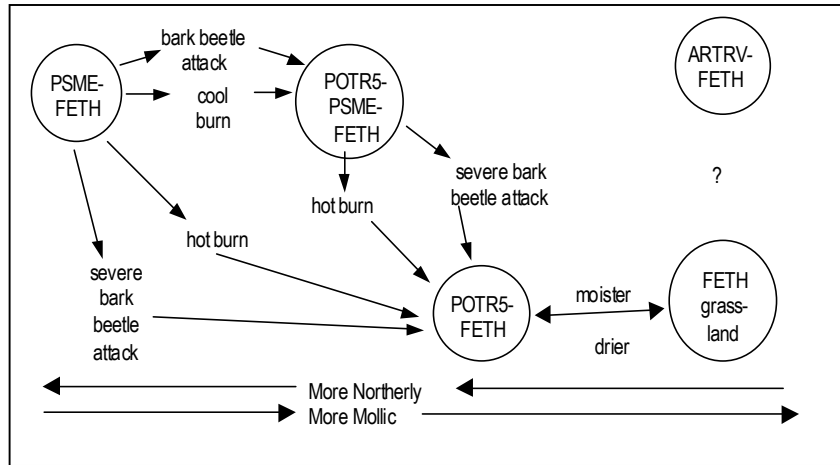 bark beetle
attack
PSME-
FETH
cool
burn
POTR5-
PSME-
FETH
ARTRV-
FETH
severe bark
beetle attack
?
hot burn
hot burn
severe
bark
beetle
attack
POTR5-
FETH
moister
drier
FETH
grass-
land
More Northerly
More Mollic